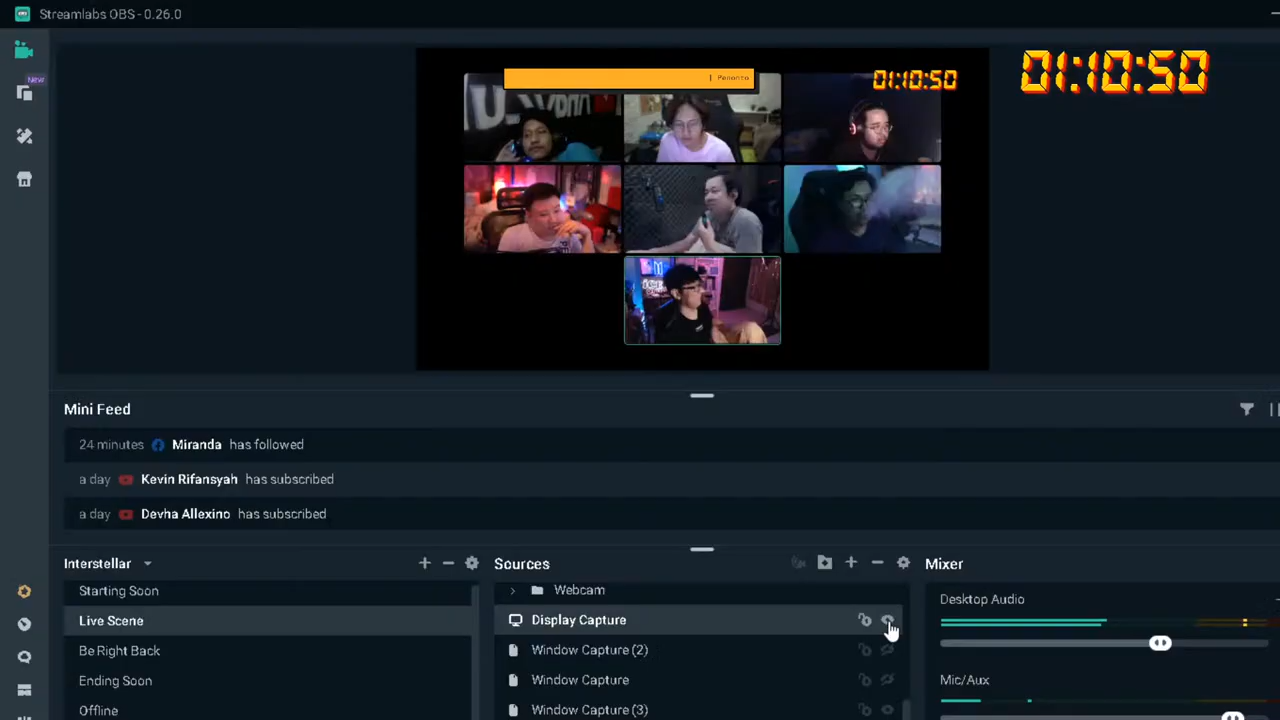 Streamlabs OBS - 0.26.0
New
01:10:50
01:10:50
Mini Feed
24 minutes Miranda has followed
a day Kevin Rifansyah has subscribed
a day Devha Allexino has subscribed
Interstellar
Starting Soon
Live Scene
Be Right Back
Ending Soon
Offline
Sources
Webcam
Display Capture
Window Capture (2)
Window Capture
Window Capture (3)
Mixer
Desktop Audio
Mic/Aux